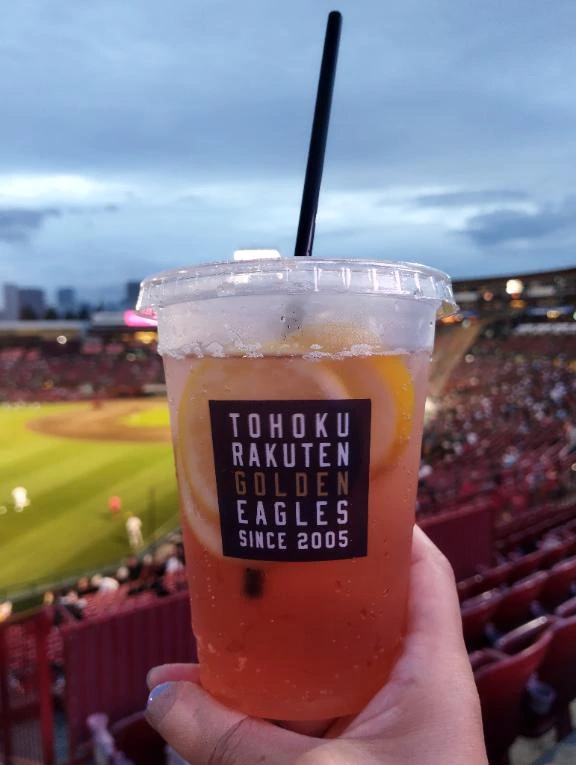 TOHOKU
RAKUTEN
GOLDEN
EAGLES
SINCE 2005